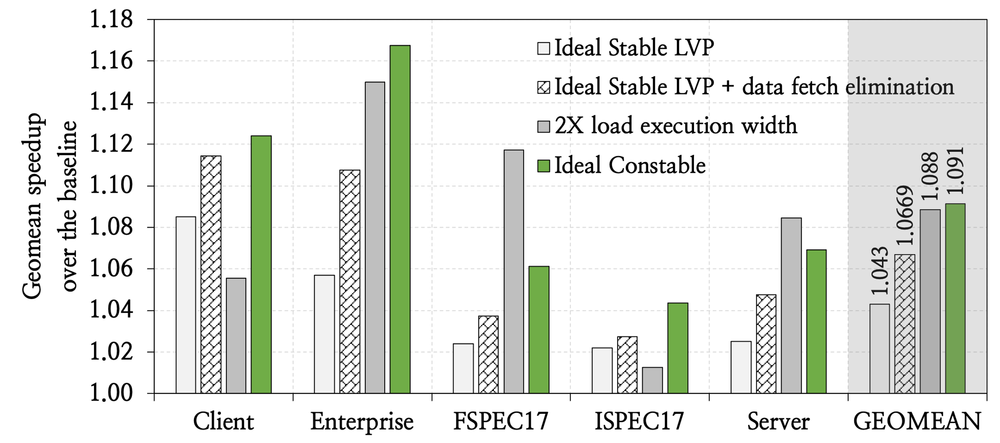 Geomean speedup
over the baseline
1.18
1.16
1.14
1.12
1.10
1.08
1.06
1.04
1.02
1.00
Ideal Stable LVP
Ideal Stable LVP + data fetch elimination
2X load execution width
Ideal Constable
1.043
1.0669
1.088
1.091
Client
Enterprise
FSPEC17
ISPEC17
Server
GEOMEAN